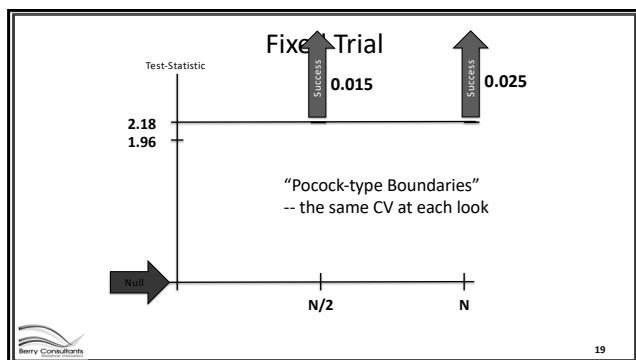 Fixed Trial
Test-Statistic
Success
0.015
Success
0.025
2.18
1.96
“Pocock-type Boundaries”
-- the same CV at each look
Null
N/2
N
Berry Consultants
19